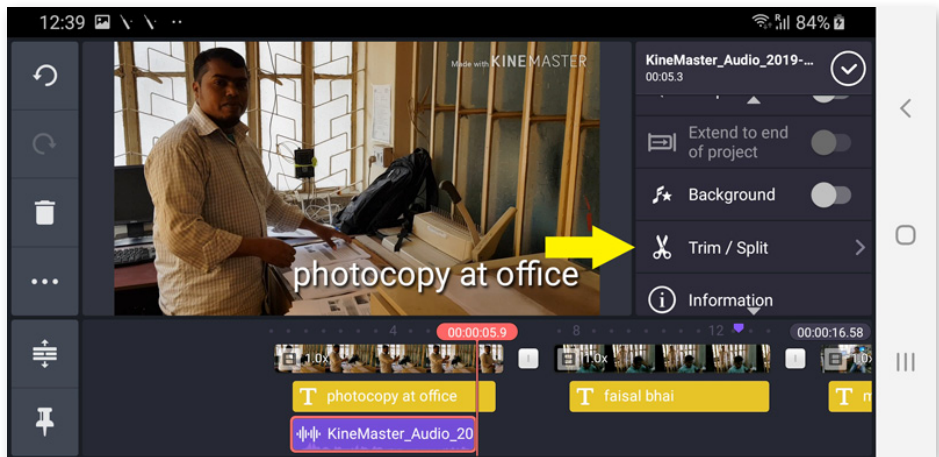 12:39
84%
Made with KINEMASTER
photocopy at office
KineMaster_Audio_2019-...
00:05.3
Extend to end
of project
Background
Trim / Split
Information
4
00:00:05.9
8
12
00:00:16.58
1.0x
1.0x
1.0x
T photocopy at office
T faisal bhai
T m
KineMaster_Audio_20